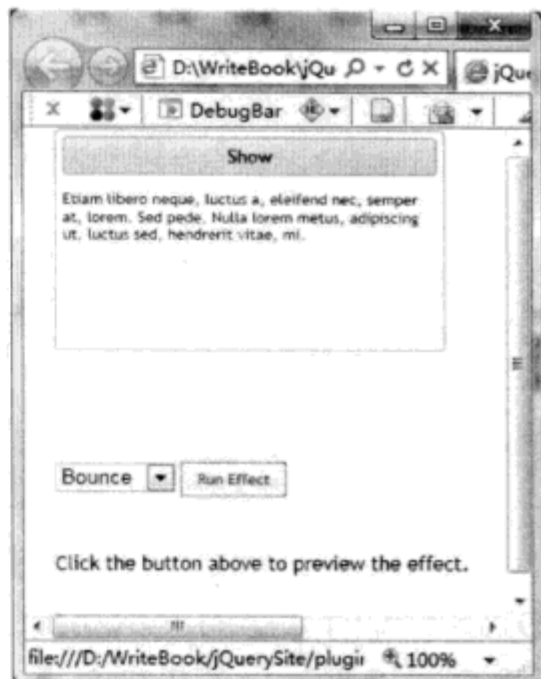 D:\WriteBook\jQu
jQue
DebugBar
Show
Etiam libero neque, luctus a, eleifend nec, semper
at, lorem. Sed pede. Nulla lorem metus, adipiscing
ut, luctus sed, hendrerit vitae, mi.
Bounce
Run Effect
Click the button above to preview the effect.
file:///D:/WriteBook/jQuerySite/plugin
100%